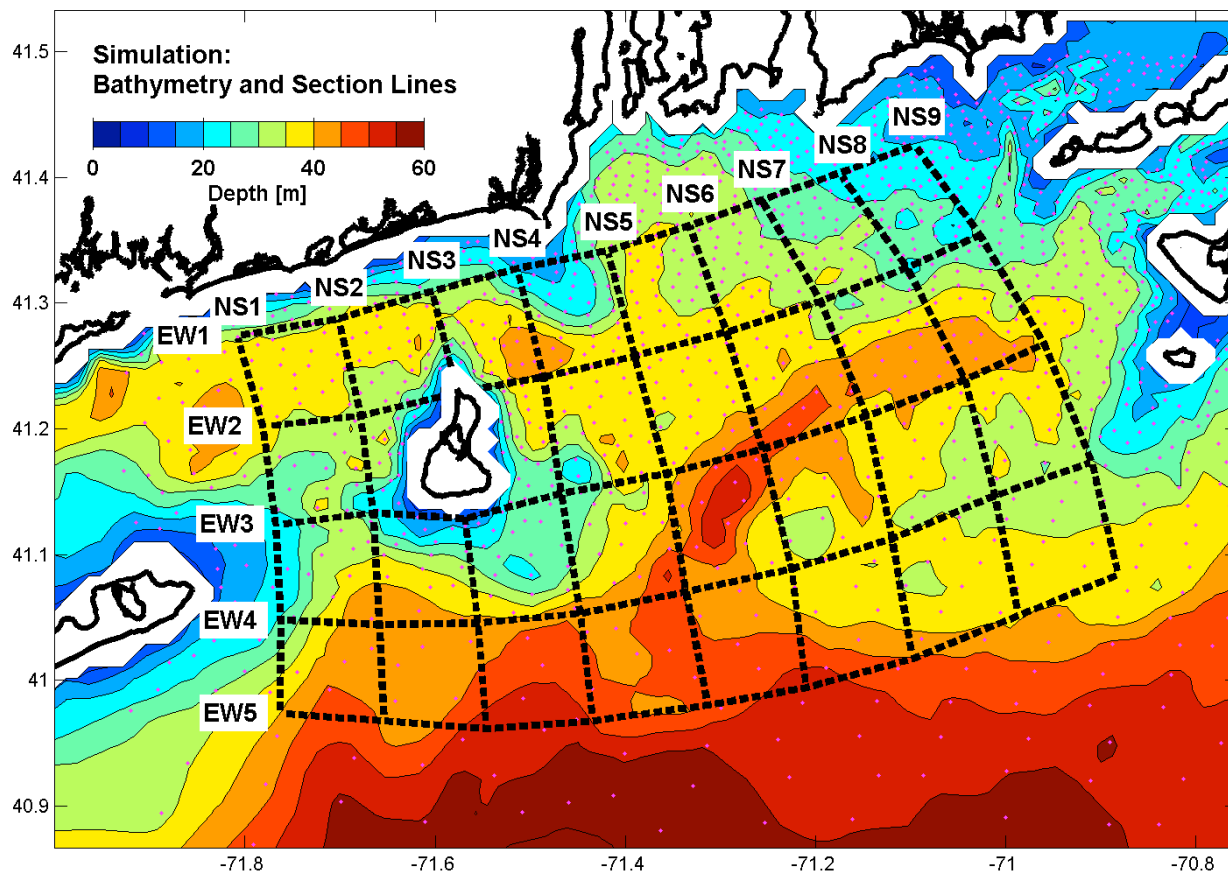 Simulation:
Bathymetry and Section Lines
0 20 40 60
Depth [m]
NS1
NS2
NS3
NS4
NS5
NS6
NS7
NS8
NS9
EW1
EW2
EW3
EW4
EW5
41.5
41.4
41.3
41.2
41.1
41
40.9
-71.8 -71.6 -71.4 -71.2 -71 -70.8